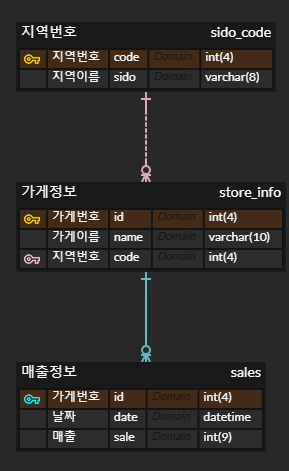 지역번호 sido_code
지역번호 code Domain int(4)
지역이름 sido Domain varchar(8)
가게정보 store_info
가게번호 id Domain int(4)
가게이름 name Domain varchar(10)
지역번호 code Domain int(4)
매출정보 sales
가게번호 id Domain int(4)
날짜 date Domain datetime
매출 sale Domain int(9)